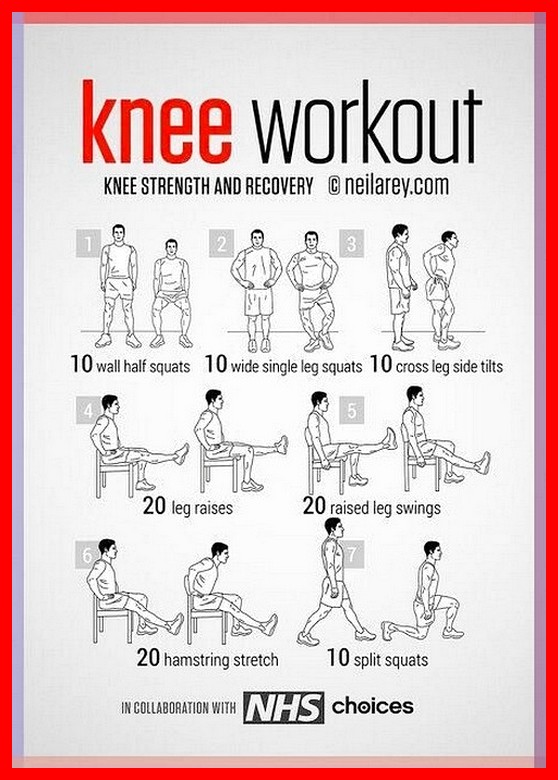 knee workout
KNEE STRENGTH AND RECOVERY © neilarey.com
1 2 3
10 wall half squats 10 wide single leg squats 10 cross leg side tilts
4 5
20 leg raises 20 raised leg swings
6 7
20 hamstring stretch 10 split squats
IN COLLABORATION WITH NHS choices